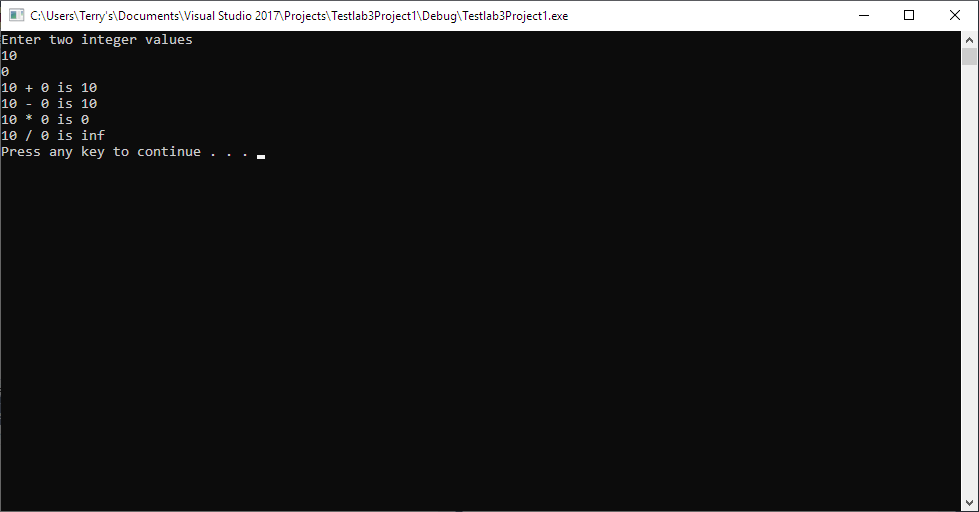 C:\Users\Terry's\Documents\Visual Studio 2017\Projects\Testlab3Project1\Debug\Testlab3Project1.exe
Enter two integer values
10
0
10 + 0 is 10
10 - 0 is 10
10 * 0 is 0
10 / 0 is inf
Press any key to continue . . .